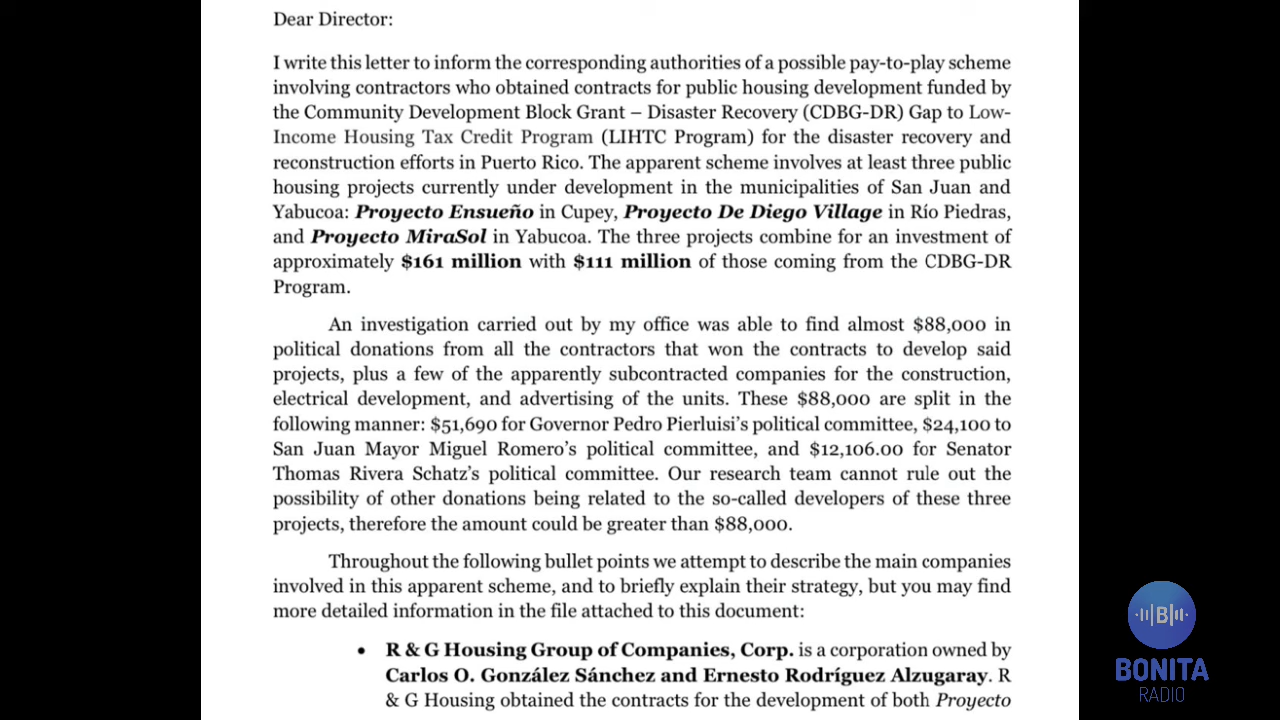 Dear Director:
I write this letter to inform the corresponding authorities of a possible pay-to-play scheme
involving contractors who obtained contracts for public housing development funded by
the Community Development Block Grant – Disaster Recovery (CDBG-DR) Gap to Low-
Income Housing Tax Credit Program (LIHTC Program) for the disaster recovery and
reconstruction efforts in Puerto Rico. The apparent scheme involves at least three public
housing projects currently under development in the municipalities of San Juan and
Yabucoa: Proyecto Ensueño in Cupey, Proyecto De Diego Village in Río Piedras,
and Proyecto MiraSol in Yabucoa. The three projects combine for an investment of
approximately $161 million with $111 million of those coming from the CDBG-DR
Program.
An investigation carried out by my office was able to find almost $88,000 in
political donations from all the contractors that won the contracts to develop said
projects, plus a few of the apparently subcontracted companies for the construction,
electrical development, and advertising of the units. These $88,000 are split in the
following manner: $51,690 for Governor Pedro Pierluisi's political committee, $24,100 to
San Juan Mayor Miguel Romero's political committee, and $12,106.00 for Senator
Thomas Rivera Schatz's political committee. Our research team cannot rule out the
possibility of other donations being related to the so-called developers of these three
projects, therefore the amount could be greater than $88,000.
Throughout the following bullet points we attempt to describe the main companies
involved in this apparent scheme, and to briefly explain their strategy, but you may find
more detailed information in the file attached to this document:
• R & G Housing Group of Companies, Corp. is a corporation owned by
Carlos O. González Sánchez and Ernesto Rodríguez Alzugaray. R
& G Housing obtained the contracts for the development of both Proyecto
B
BONITA
RADIO